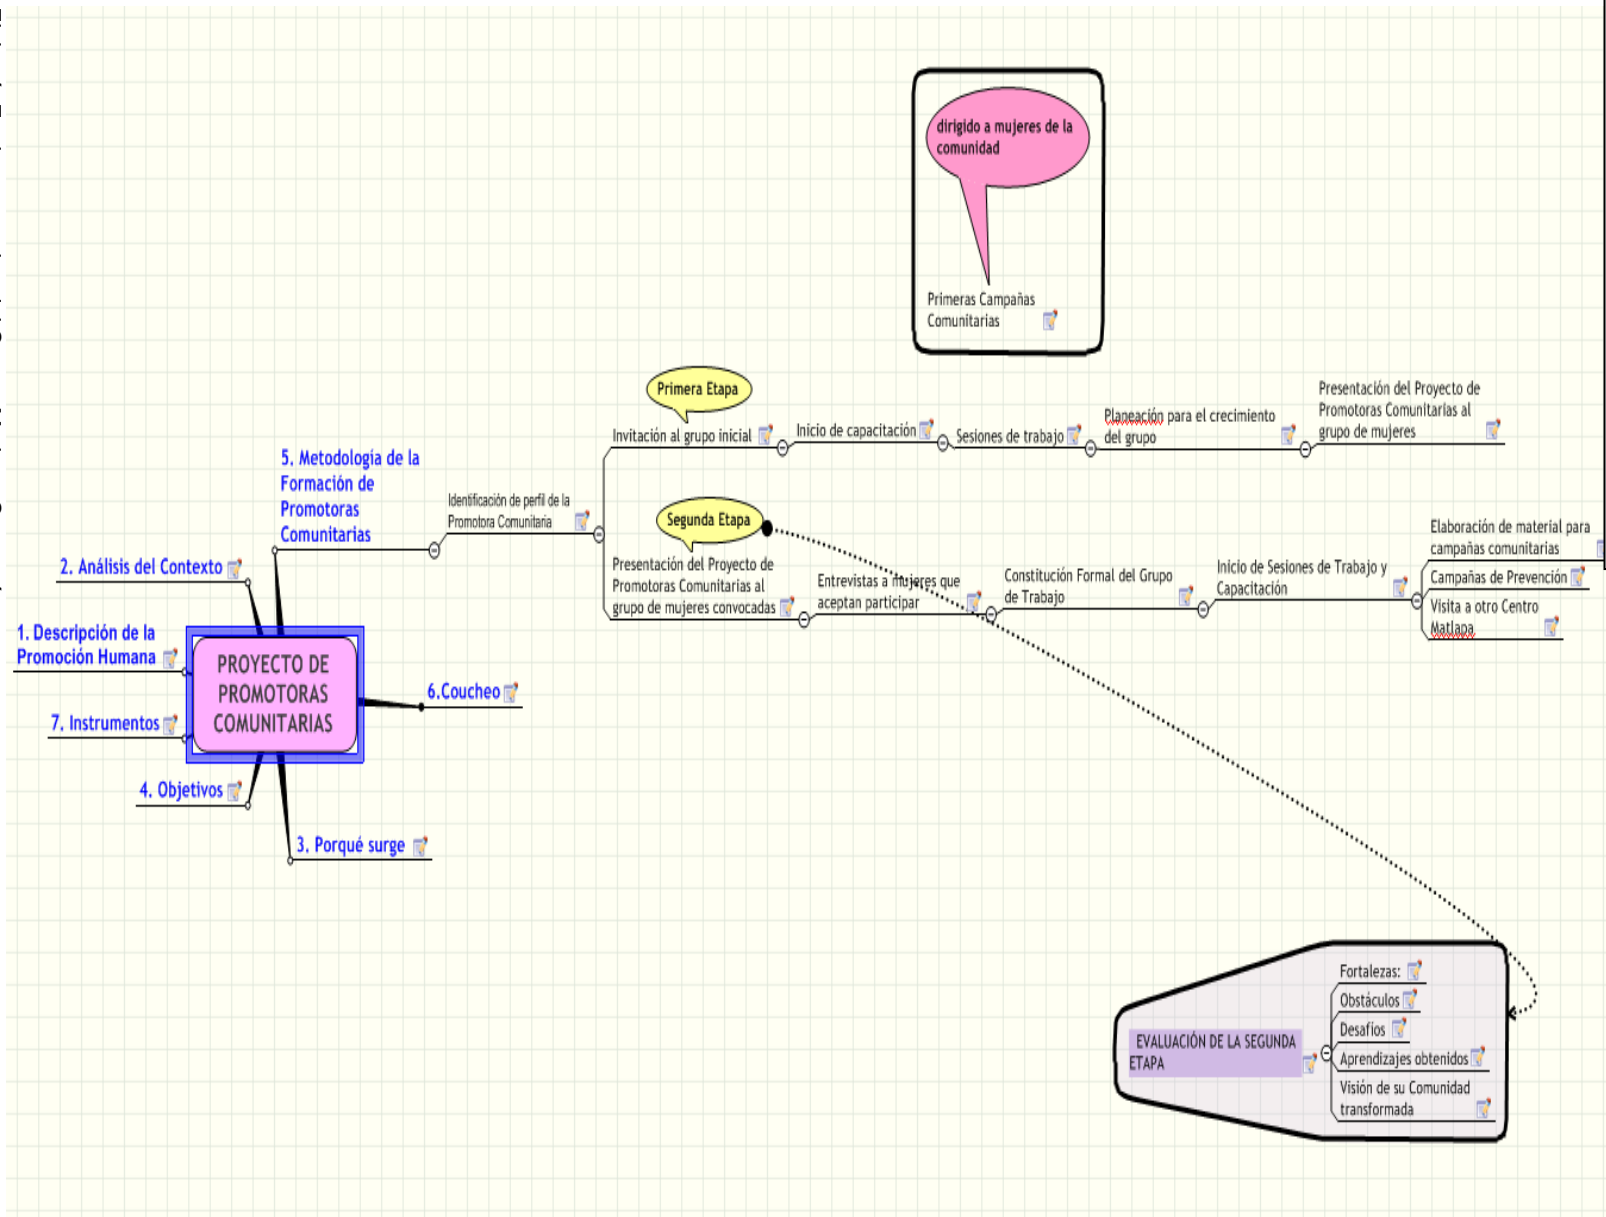 dirigido a mujeres de la
comunidad
Primeras Campañas
Comunitarias
Primera Etapa
Invitación al grupo inicial
Inicio de capacitación
Sesiones de trabajo
Planeación para el crecimiento
del grupo
Presentación del Proyecto de
Promotoras Comunitarias al
grupo de mujeres
5. Metodología de la
Formación de
Promotoras
Comunitarias
Identificación de perfil de la
Promotora Comunitaria
Segunda Etapa
Presentación del Proyecto de
Promotoras Comunitarias al
grupo de mujeres convocadas
Entrevistas a mujeres que
aceptan participar
Constitución Formal del Grupo
de Trabajo
Inicio de Sesiones de Trabajo y
Capacitación
Elaboración de material para
campañas comunitarias
Campañas de Prevención
Visita a otro Centro
Matlapa
2. Análisis del Contexto
1. Descripción de la
Promoción Humana
PROYECTO DE
PROMOTORAS
COMUNITARIAS
6.Coucheo
7. Instrumentos
4. Objetivos
3. Porqué surge
EVALUACIÓN DE LA SEGUNDA
ETAPA
Fortalezas:
Obstáculos
Desafíos
Aprendizajes obtenidos
Visión de su Comunidad
transformada